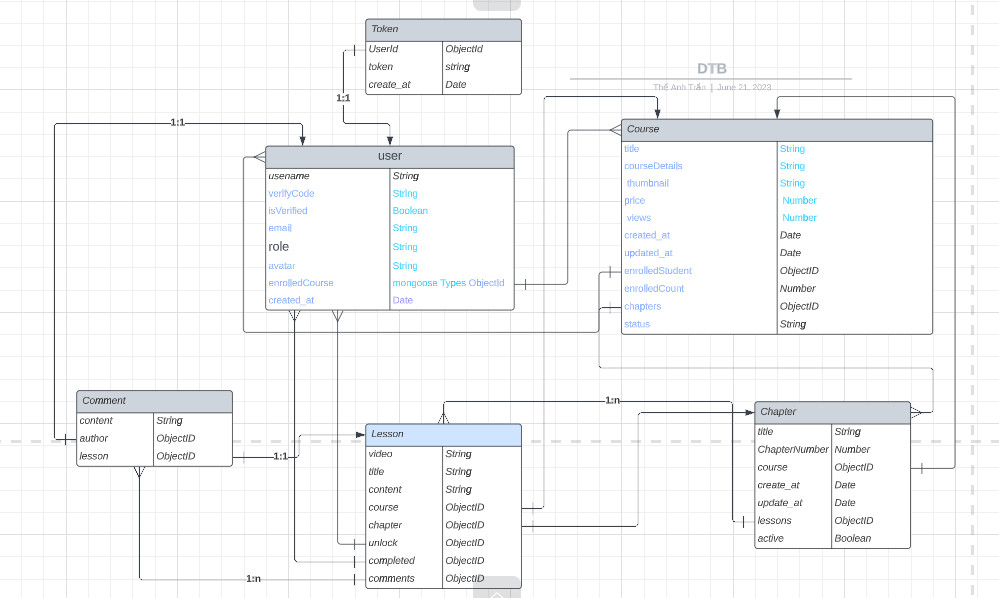 Token
UserId ObjectId
token string
create_at Date
1:1
DTB
Thế Anh Trần | June 21, 2023
1:1
user
usename String
verifyCode String
isVerified Boolean
email String
role String
avatar String
enrolledCourse mongoose Types ObjectId
created_at Date
Course
title String
courseDetails String
thumbnail String
price Number
views Number
created_at Date
updated_at Date
enrolledStudent ObjectID
enrolledCount Number
chapters ObjectID
status String
Comment
content String
author ObjectID
lesson ObjectID
1:1
1:n
Lesson
video String
title String
content String
course ObjectID
chapter ObjectID
unlock ObjectID
completed ObjectID
comments ObjectID
1:n
Chapter
title String
ChapterNumber Number
course ObjectID
create_at Date
update_at Date
lessons ObjectID
active Boolean